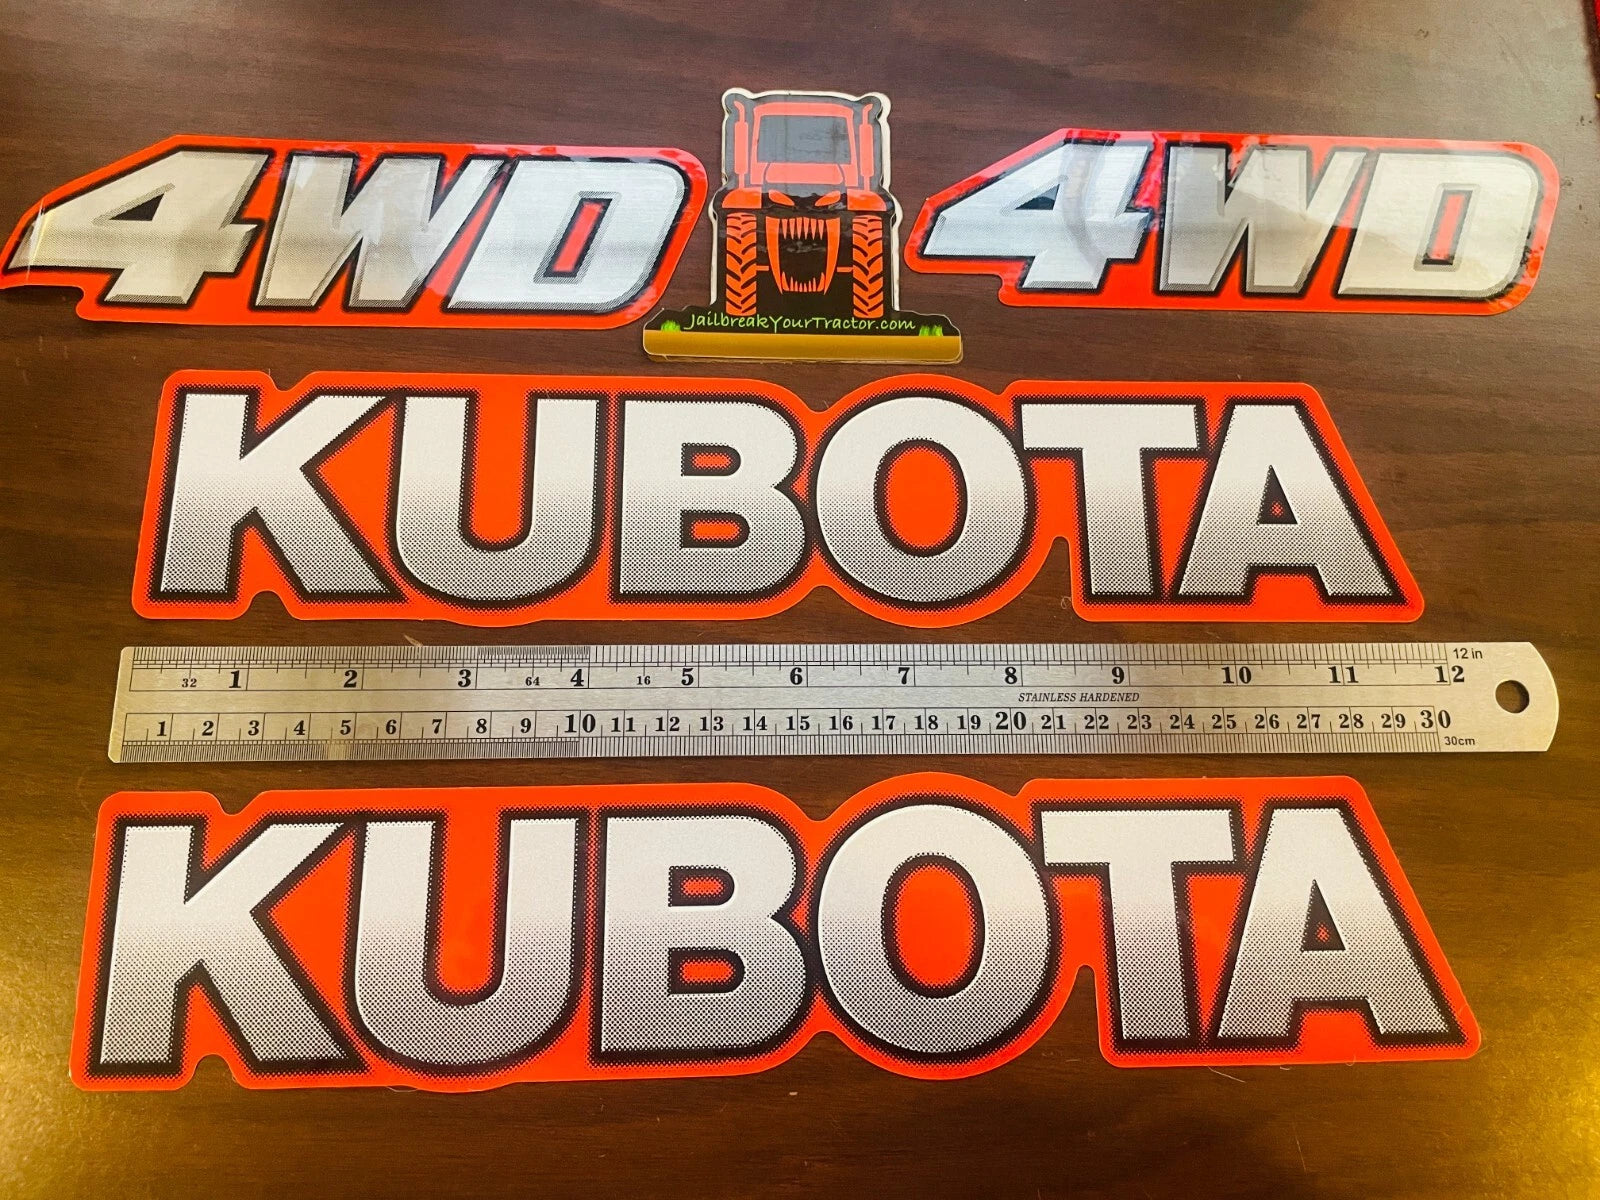 4WD
JailbreakYourTractor.com
4WD
KUBOTA
12 in
32 1 2 3 64 4 16 5 6 7 8 9 10 11 12
STAINLESS HARDENED
1 2 3 4 5 6 7 8 9 10 11 12 13 14 15 16 17 18 19 20 21 22 23 24 25 26 27 28 29 30
30cm
KUBOTA